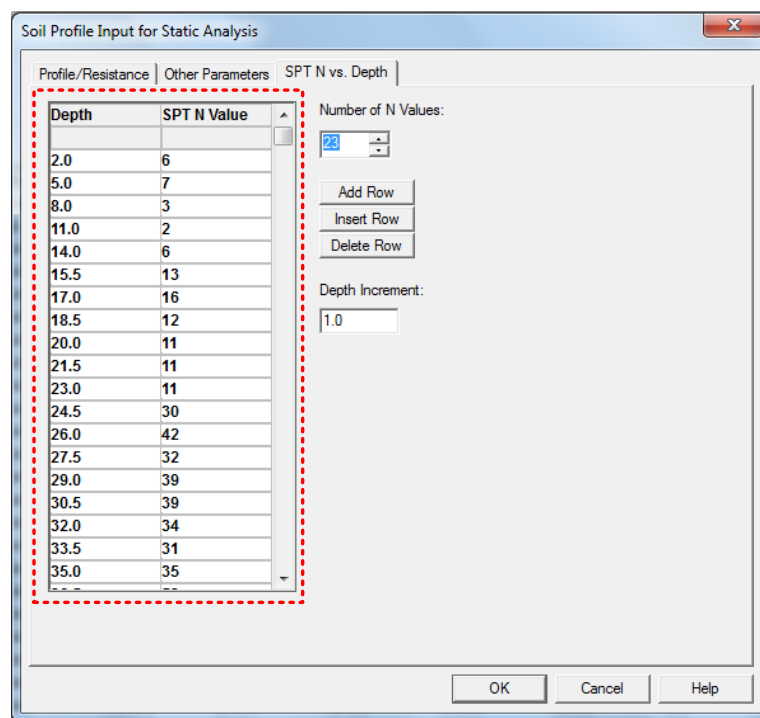 Soil Profile Input for Static Analysis
Profile/Resistance Other Parameters SPT N vs. Depth
Depth SPT N Value
Number of N Values:
23
2.0 6
5.0 7
Add Row
8.0 3
Insert Row
11.0 2
Delete Row
14.0 6
15.5 13
Depth Increment:
17.0 16
18.5 12
1.0
20.0 11
21.5 11
23.0 11
24.5 30
26.0 42
27.5 32
29.0 39
30.5 39
32.0 34
33.5 31
35.0 35
OK Cancel Help